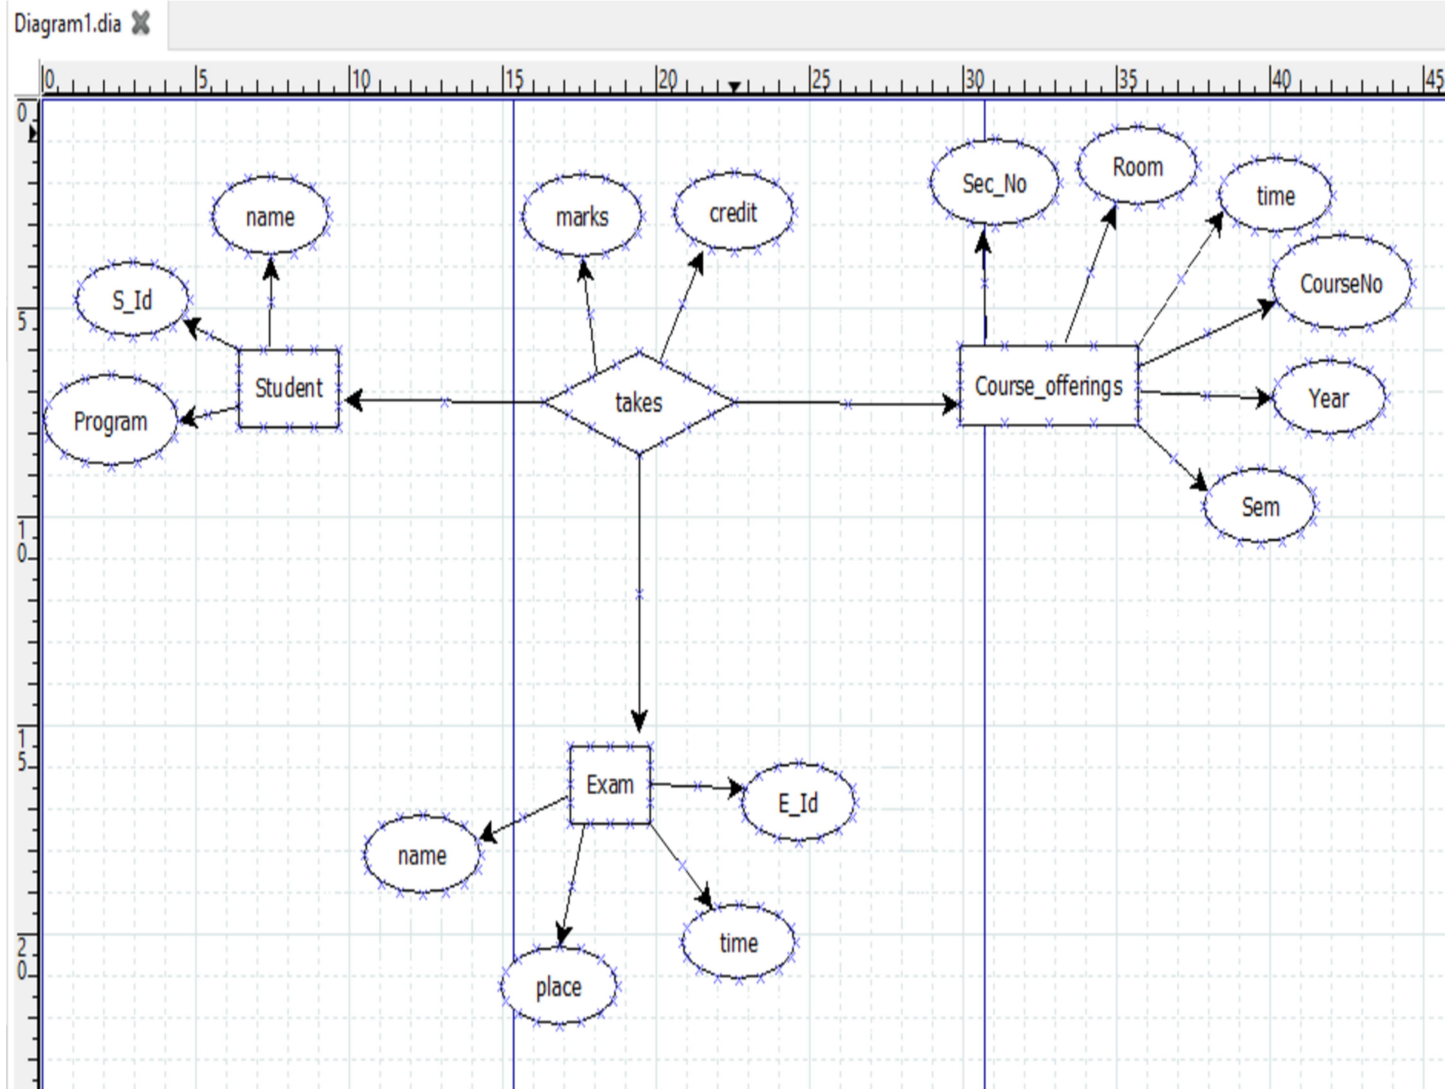 Diagram1.dia
0 5 10 15 20 25 30 35 40 45
0
5
10
15
20
name
S_Id
Program
Student
marks
credit
takes
Sec_No
Room
time
CourseNo
Course_offerings
Year
Sem
Exam
E_Id
name
time
place